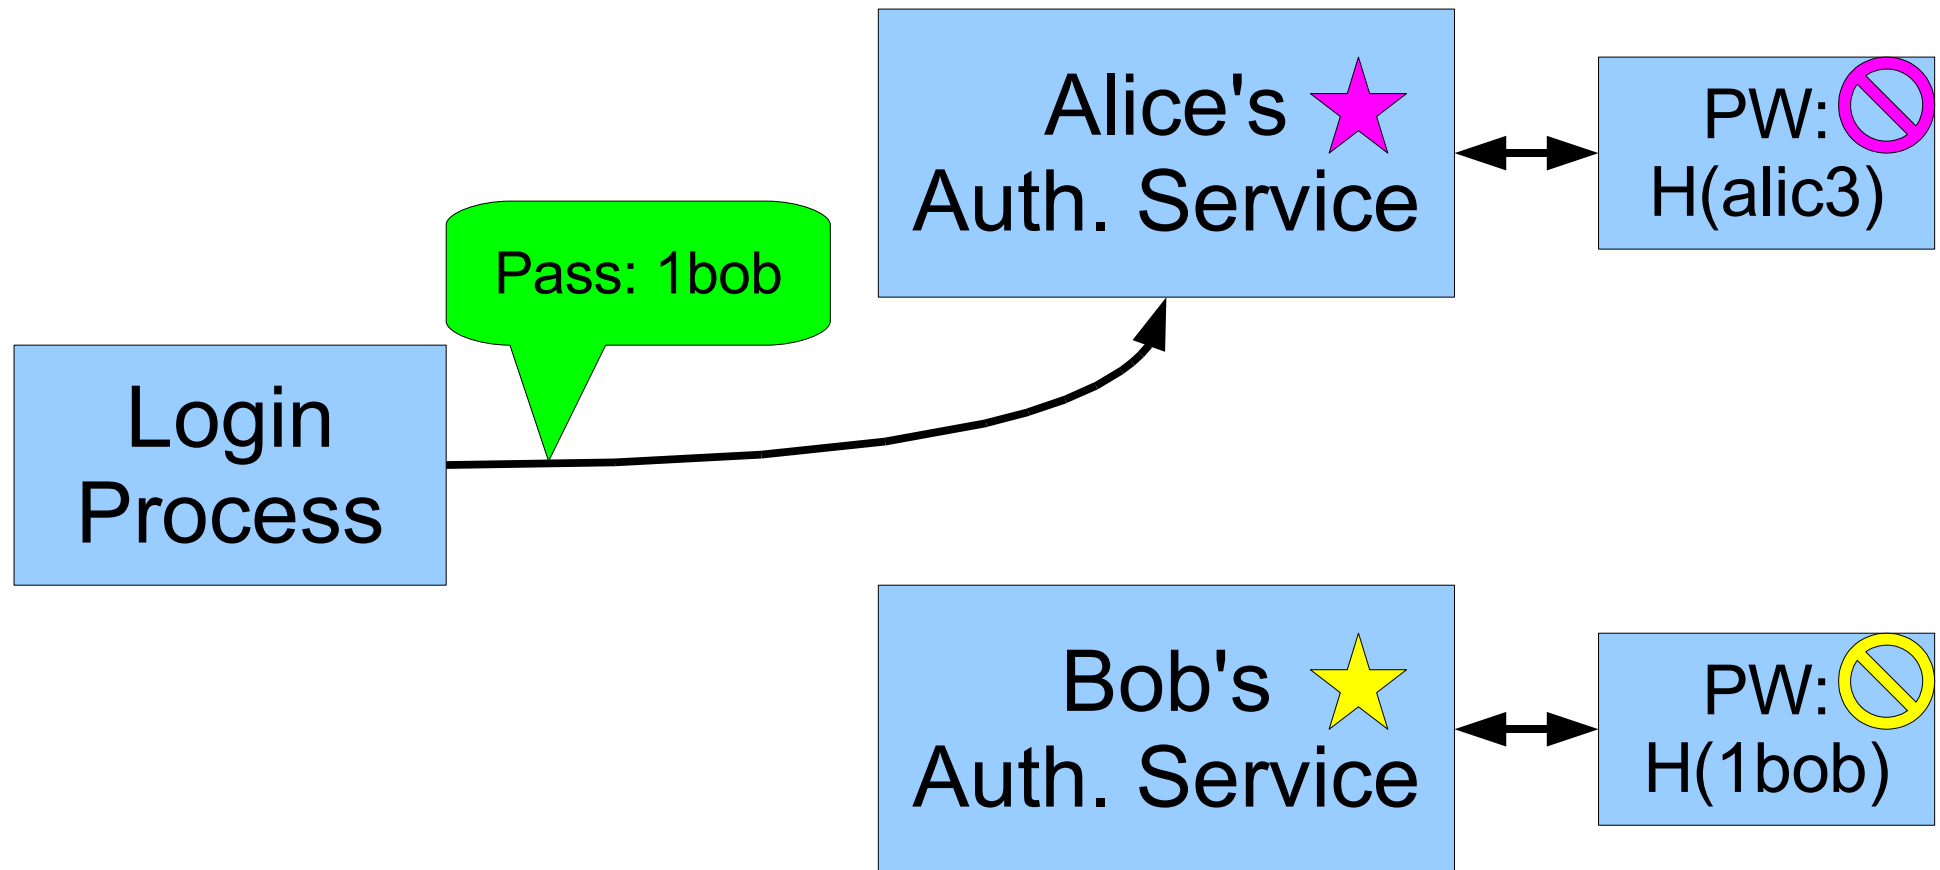 Alice's
Auth. Service
PW:
H(alic3)
Pass: 1bob
Login
Process
Bob's
Auth. Service
PW:
H(1bob)